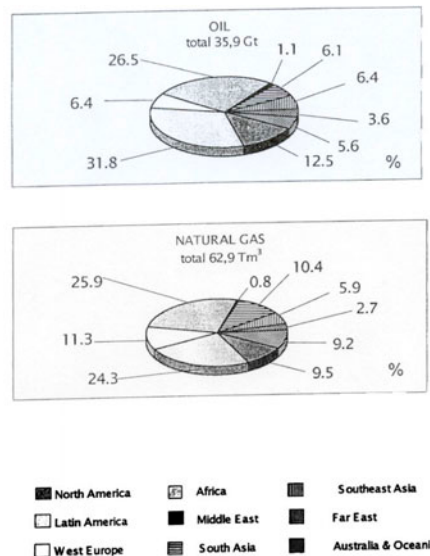 OIL
total 35,9 Gt
26.5
1.1
6.1
6.4
6.4
3.6
5.6
31.8
12.5
%
NATURAL GAS
total 62,9 Tm³
25.9
0.8
10.4
5.9
2.7
11.3
9.2
24.3
9.5
%
North America
Africa
Southeast Asia
Latin America
Middle East
Far East
West Europe
South Asia
Australia & Oceani